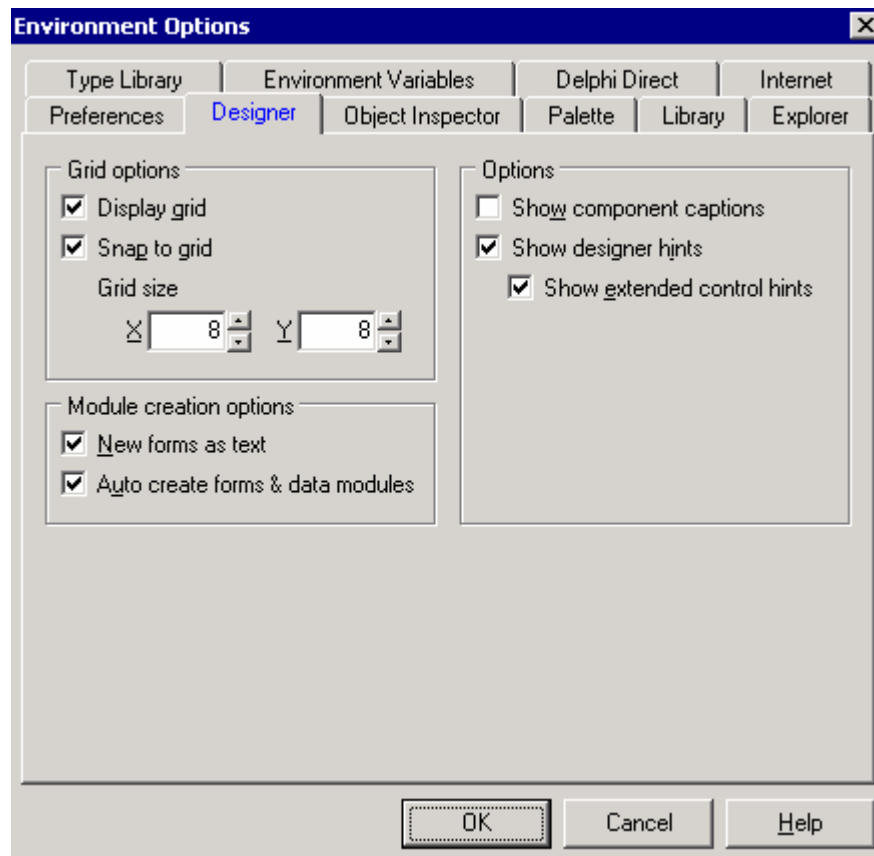 Environment Options
Type Library
Environment Variables
Delphi Direct
Internet
Preferences
Designer
Object Inspector
Palette
Library
Explorer
Grid options
Display grid
Snap to grid
Grid size
X 8 Y 8
Module creation options
New forms as text
Auto create forms & data modules
Options
Show component captions
Show designer hints
Show extended control hints
OK
Cancel
Help